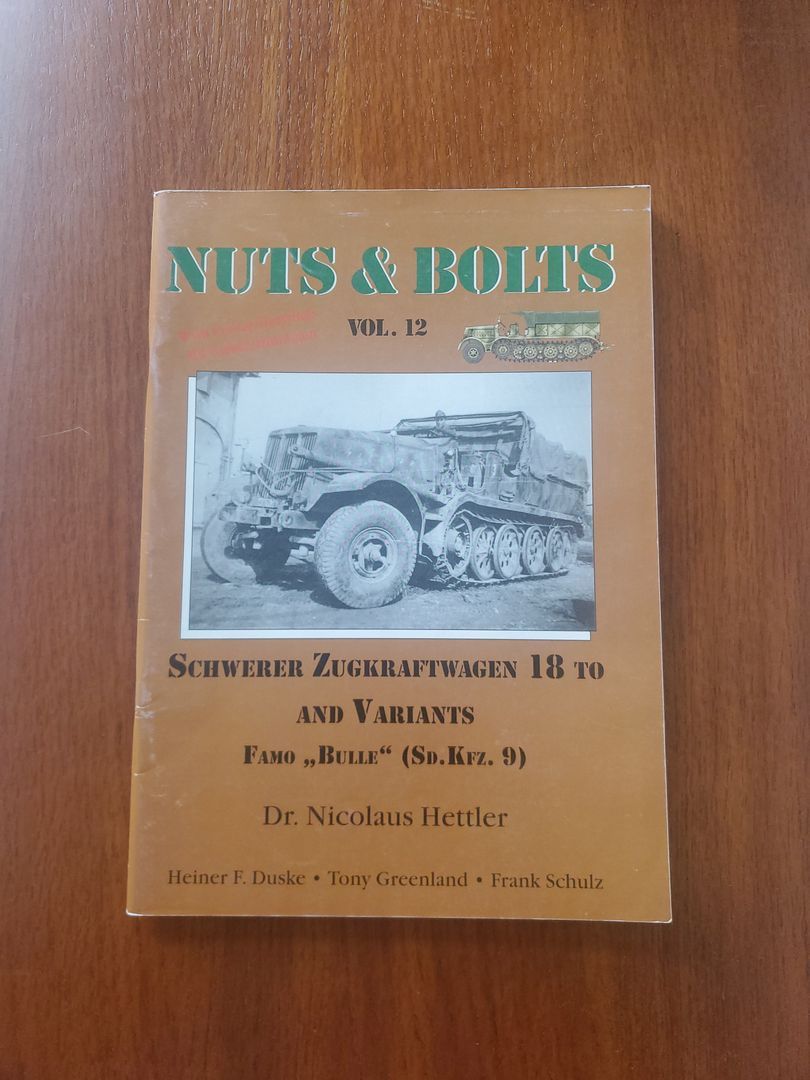 NUTS & BOLTS
VOL. 12
SCHWERER ZUGKRAFTWAGEN 18 TO
AND VARIANTS
FAMO „BULLE“ (SD.KFZ. 9)
Dr. Nicolaus Hettler
Heiner F. Duske • Tony Greenland • Frank Schulz